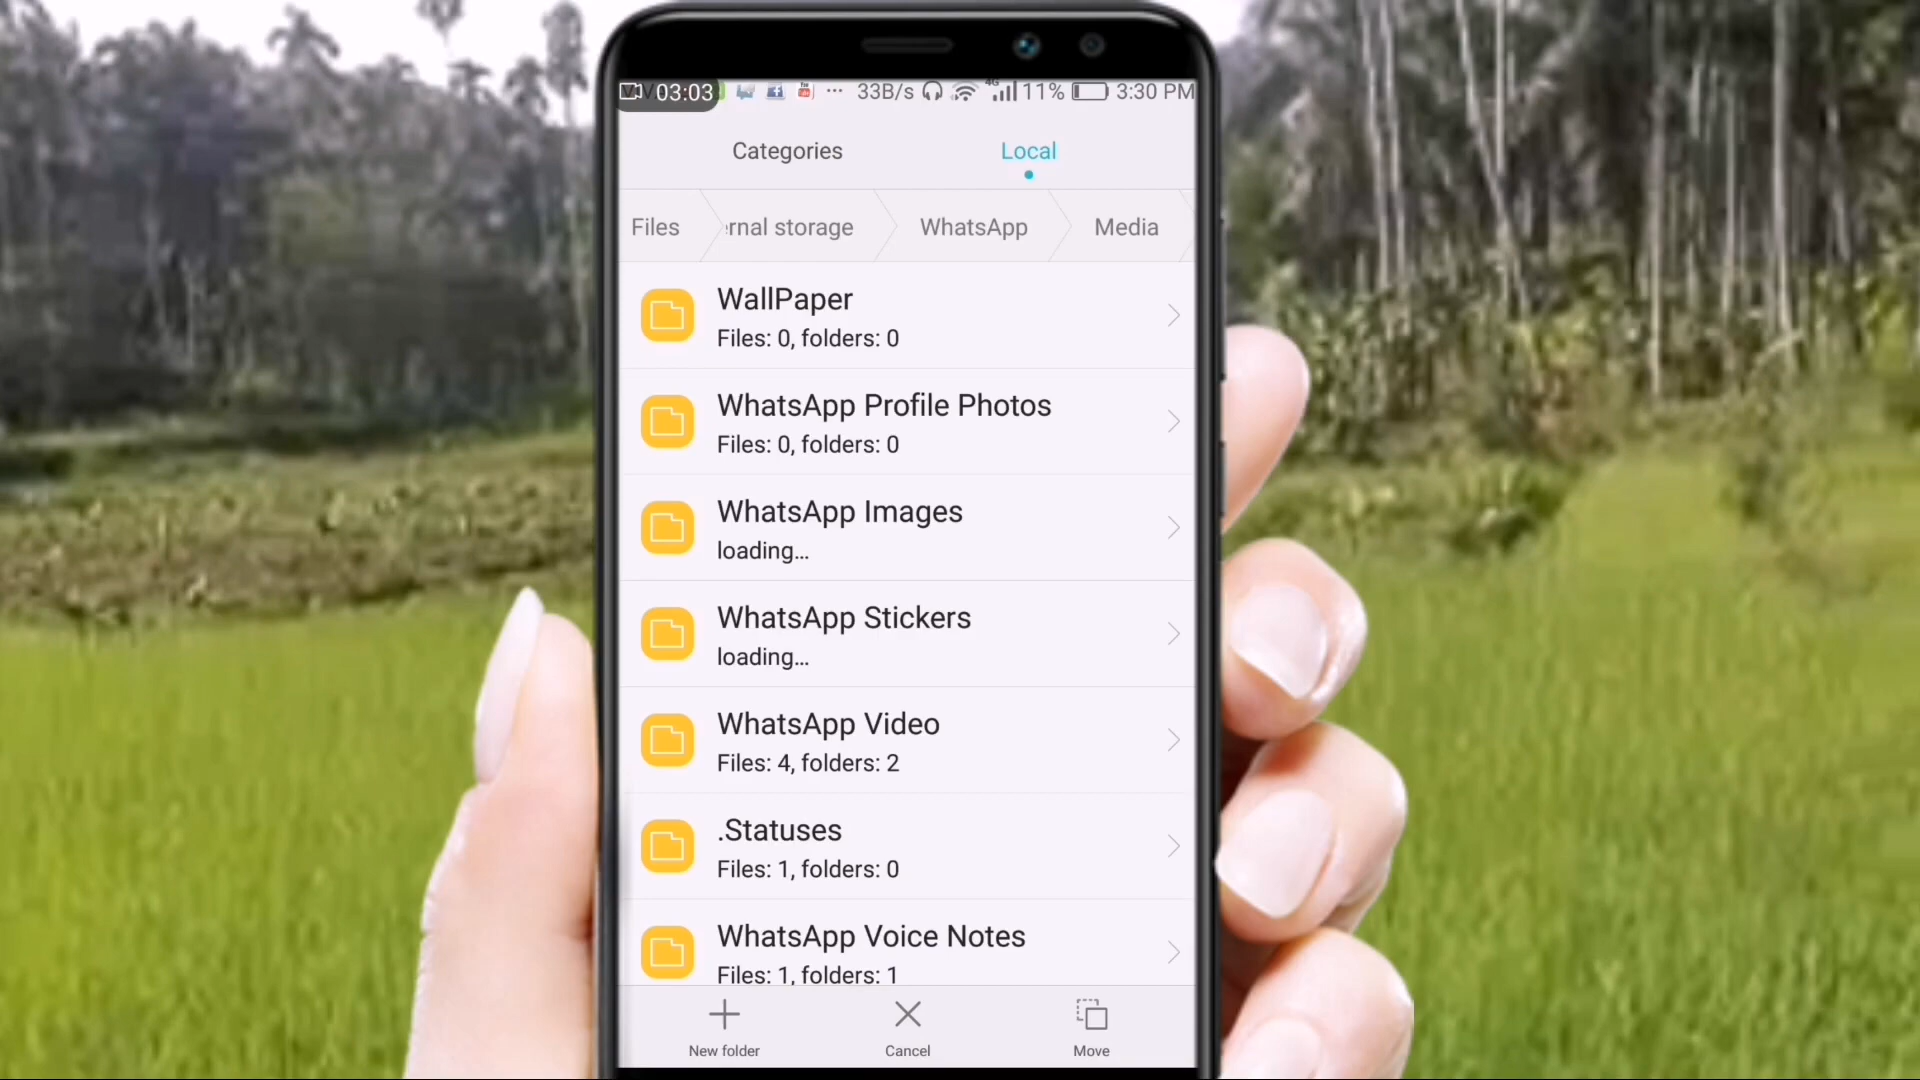 03:03 33B/s 4G 11% 3:30 PM
Categories Local
Files ernal storage WhatsApp Media
WallPaper
Files: 0, folders: 0
WhatsApp Profile Photos
Files: 0, folders: 0
WhatsApp Images
loading...
WhatsApp Stickers
loading...
WhatsApp Video
Files: 4, folders: 2
.Statuses
Files: 1, folders: 0
WhatsApp Voice Notes
Files: 1, folders: 1
New folder Cancel Move